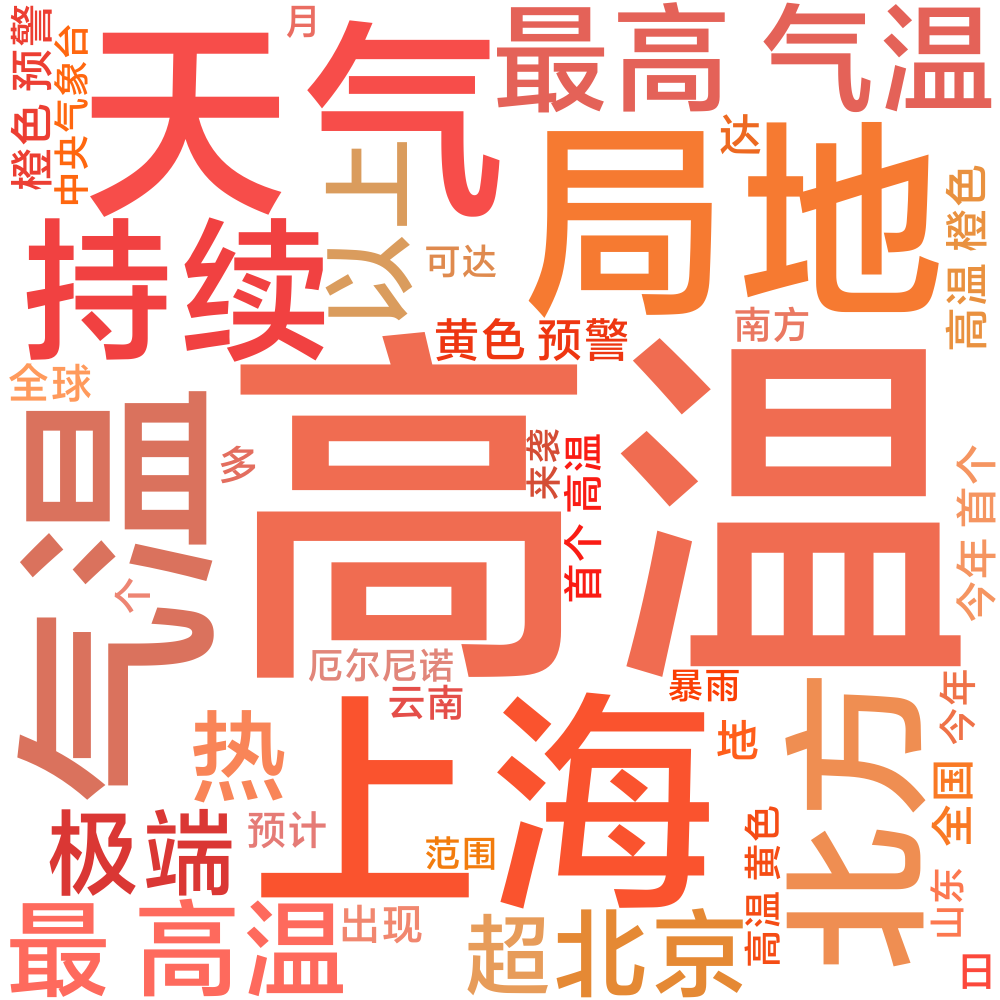 橙色 预警
中央气象台
天气
月
最高 气温
以上
达
局地
持续
可达
高温 橙色
黄色 预警
南方
全球
高温
气温
多
来袭
首个 高温
今年 首个
个
厄尔尼诺
云南
暴雨
上海
北方
今年
热
地
全国
极端
预计
范围
高温 黄色
山东
最 高温
出现
超
北京
日